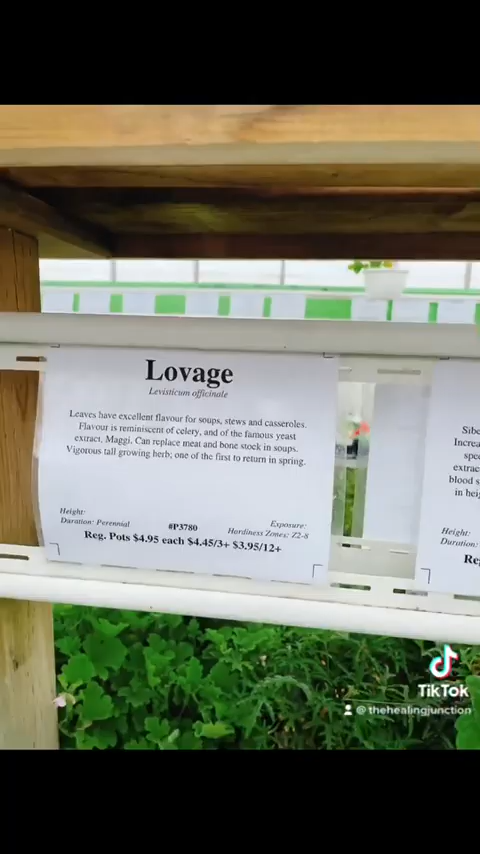 Lovage
Levisticum officinale
Leaves have excellent flavour for soups, stews and casseroles.
Flavour is reminiscent of celery, and of the famous yeast
extract, Maggi. Can replace meat and bone stock in soups.
Vigorous tall growing herb; one of the first to return in spring.
Height:
Duration: Perennial
#P3780
Exposure:
Hardiness Zones: Z2-8
Reg. Pots $4.95 each $4.45/3+ $3.95/12+
Sibe
Increa
spe
extrac
blood s
in hei
Height:
Duration:
Re
TikTok
@thehealingjunction